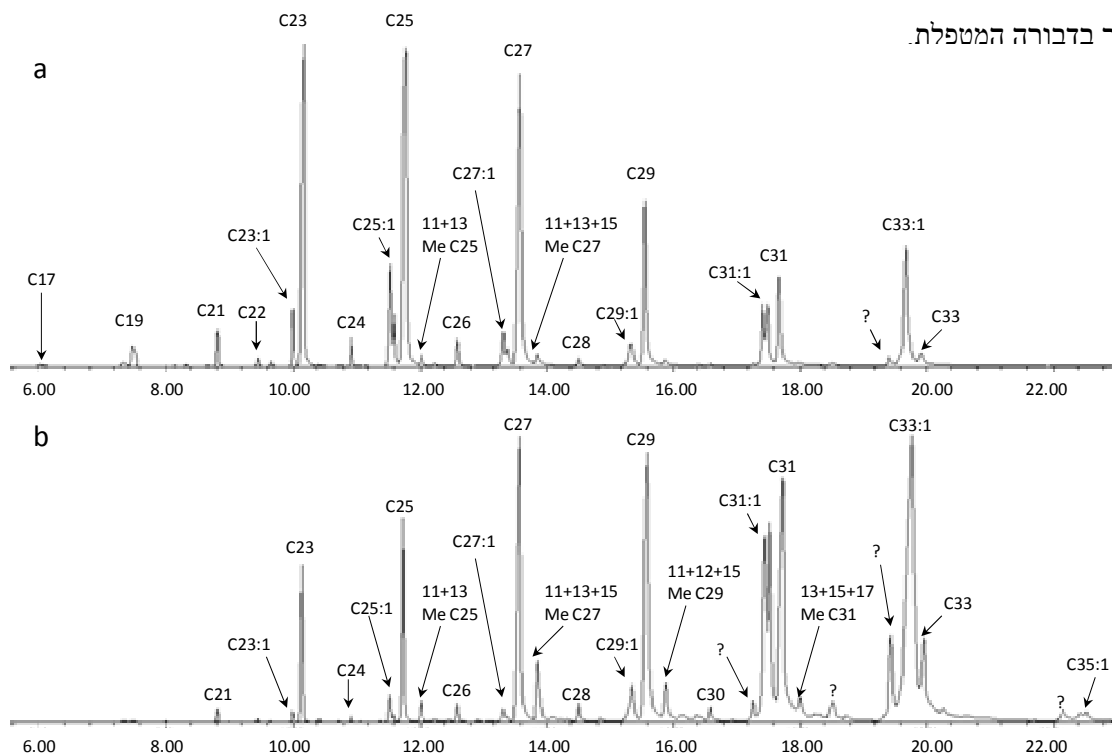 ר בדבורה המטפלת.
a
C23
C25
C27
C27:1
C29
C25:1
11+13
Me C25
11+13+15
Me C27
C33:1
C23:1
C31
C31:1
C17
C19
C21
C22
C24
C26
C28
C29:1
?
C33
6.00 8.00 10.00 12.00 14.00 16.00 18.00 20.00 22.00
b
C27
C29
C33:1
C31
C25
C31:1
C23
C27:1
?
11+13
Me C25
11+13+15
Me C27
11+12+15
Me C29
13+15+17
Me C31
C25:1
C33
C23:1
C29:1
?
C35:1
C21
C24
C26
C28
C30
?
?
6.00 8.00 10.00 12.00 14.00 16.00 18.00 20.00 22.00